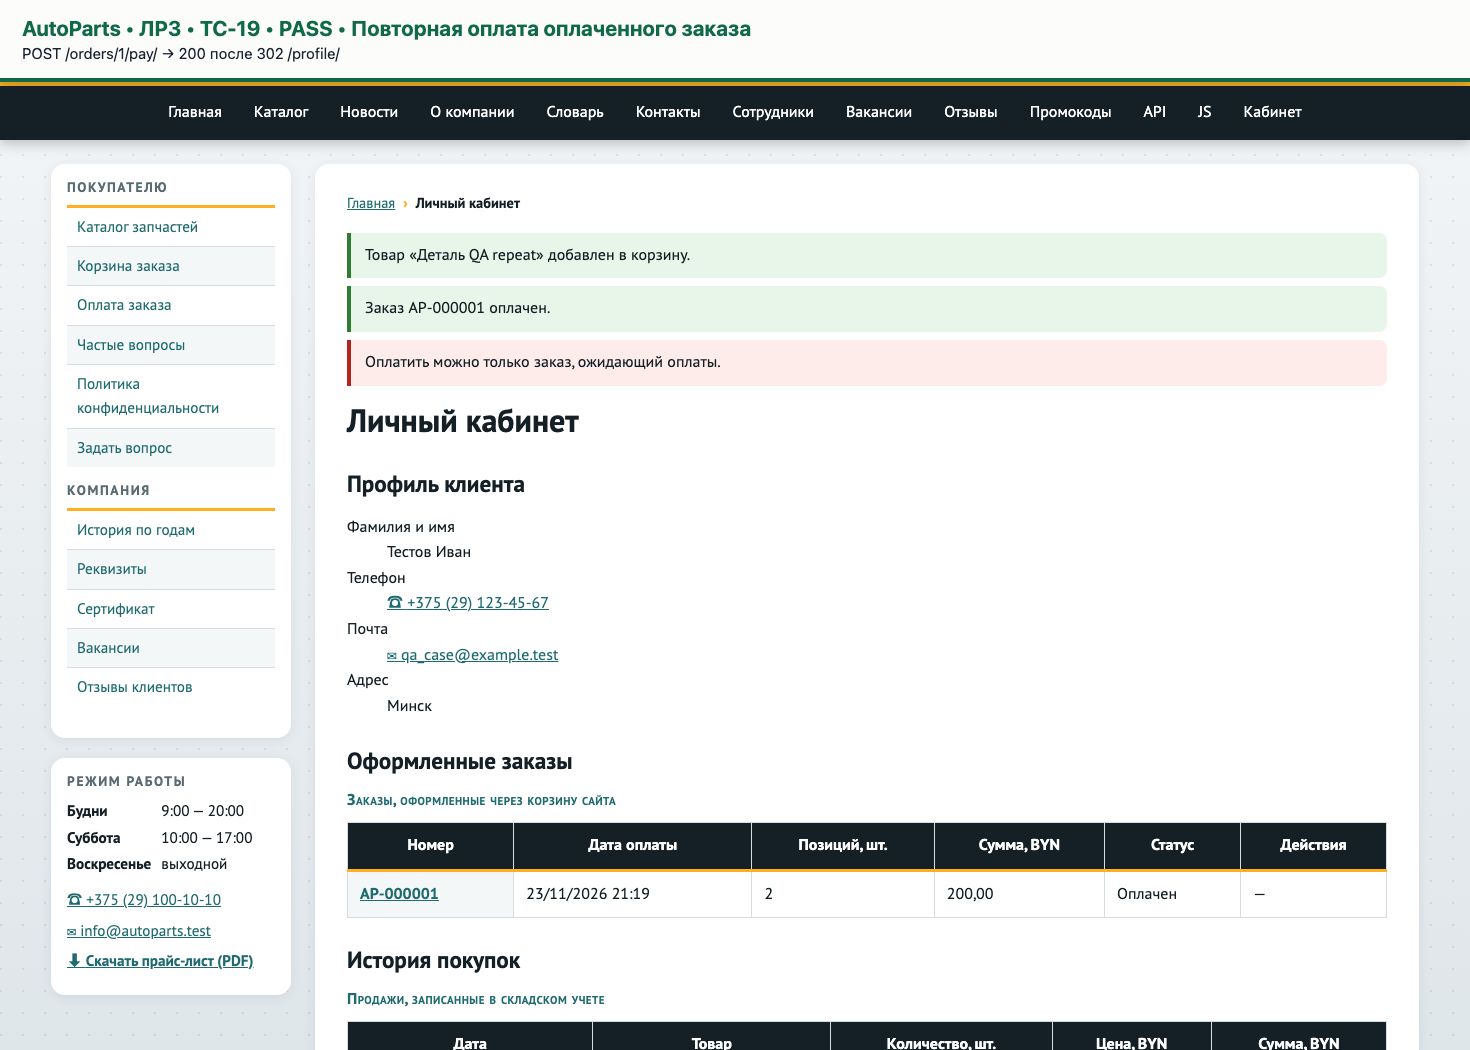 AutoParts • ЛР3 • ТС-19 • PASS • Повторная оплата оплаченного заказа
POST /orders/1/pay/ → 200 после 302 /profile/
Главная Каталог Новости О компании Словарь Контакты Сотрудники Вакансии Отзывы Промокоды API JS Кабинет
ПОКУПАТЕЛЮ
Каталог запчастей
Корзина заказа
Оплата заказа
Частые вопросы
Политика
конфиденциальности
Задать вопрос
КОМПАНИЯ
История по годам
Реквизиты
Сертификат
Вакансии
Отзывы клиентов
РЕЖИМ РАБОТЫ
Будни 9:00 — 20:00
Суббота 10:00 — 17:00
Воскресенье выходной
☎ +375 (29) 100-10-10
✉ info@autoparts.test
⬇ Скачать прайс-лист (PDF)
Главная › Личный кабинет
Товар «Деталь QA repeat» добавлен в корзину.
Заказ AP-000001 оплачен.
Оплатить можно только заказ, ожидающий оплаты.
Личный кабинет
Профиль клиента
Фамилия и имя
Тестов Иван
Телефон
☎ +375 (29) 123-45-67
Почта
✉ qa_case@example.test
Адрес
Минск
Оформленные заказы
Заказы, оформленные через корзину сайта
Номер Дата оплаты Позиций, шт. Сумма, BYN Статус Действия
AP-000001 23/11/2026 21:19 2 200,00 Оплачен —
История покупок
Продажи, записанные в складском учете
Дата Товар Количество, шт. Цена, BYN Сумма, BYN